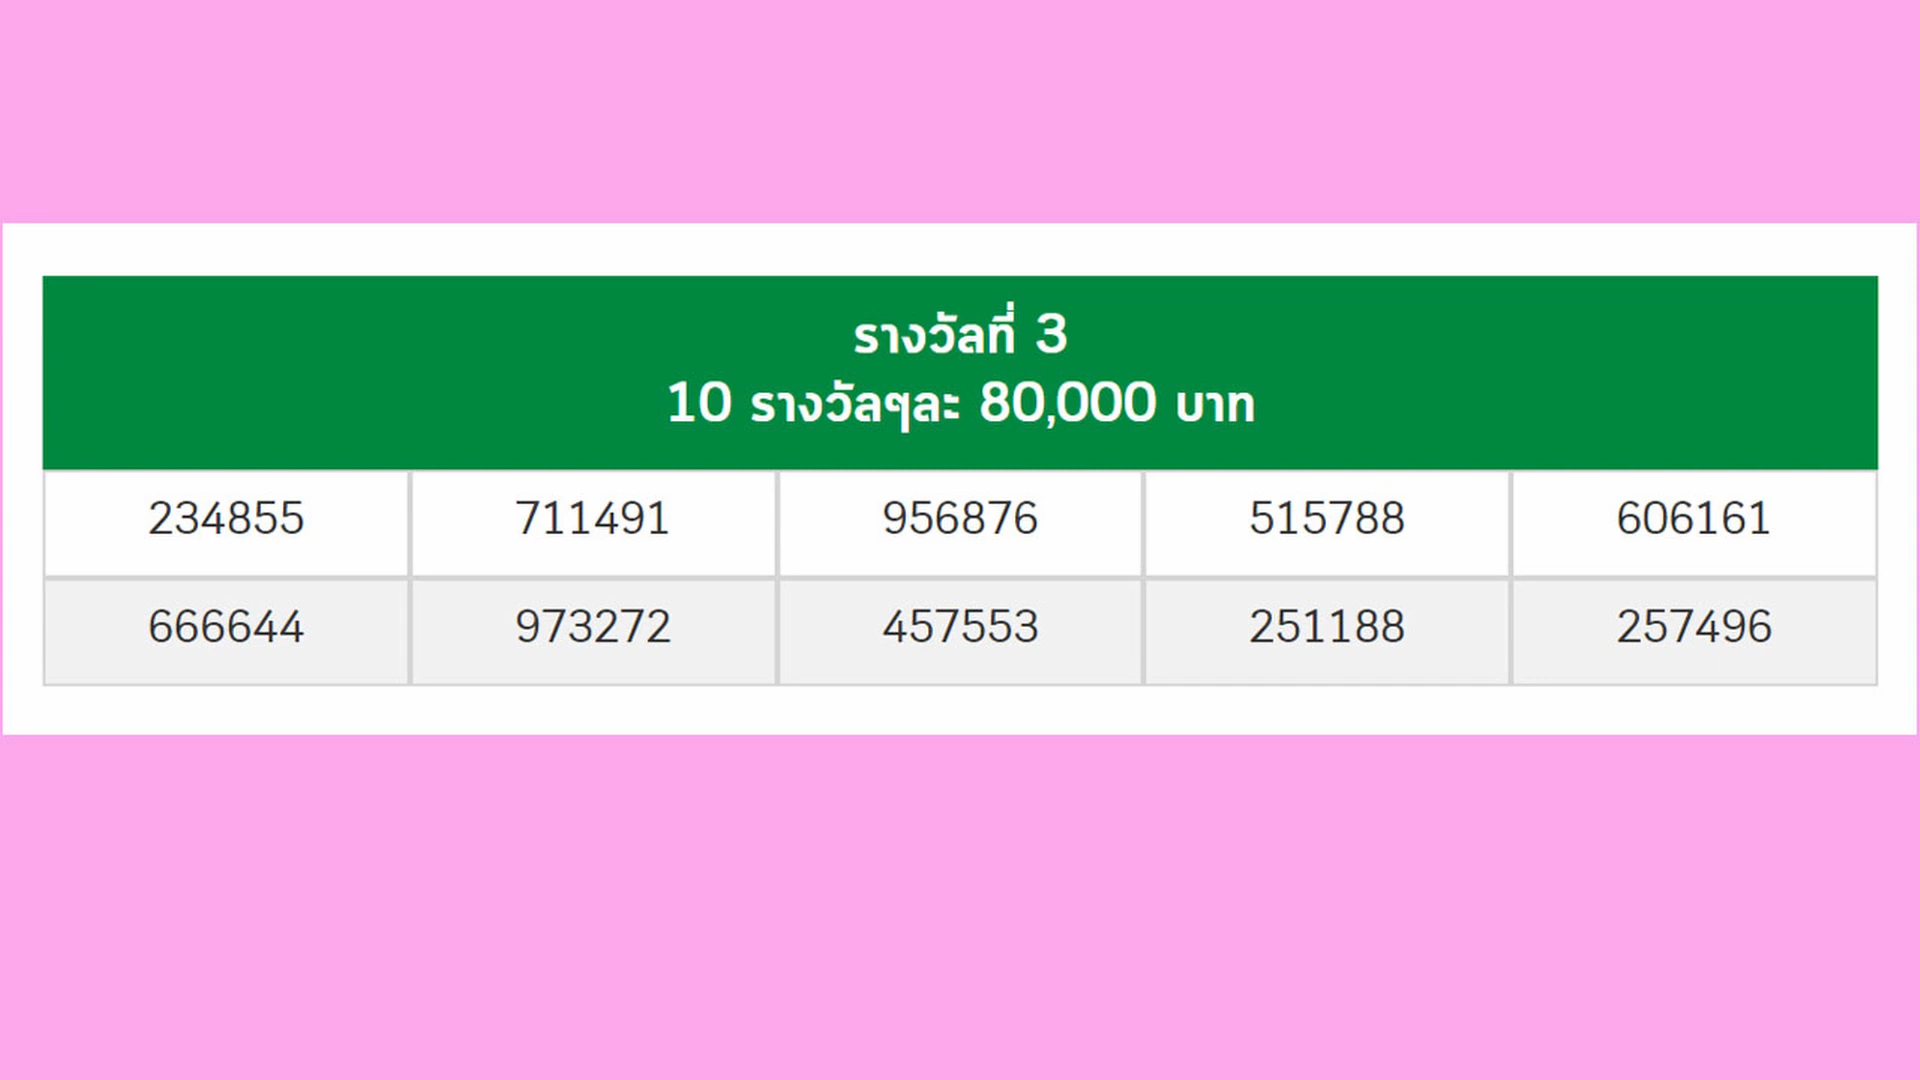 รางวัลที่ 3
10 รางวัลๆละ 80,000 บาท
234855 711491 956876 515788 606161
666644 973272 457553 251188 257496